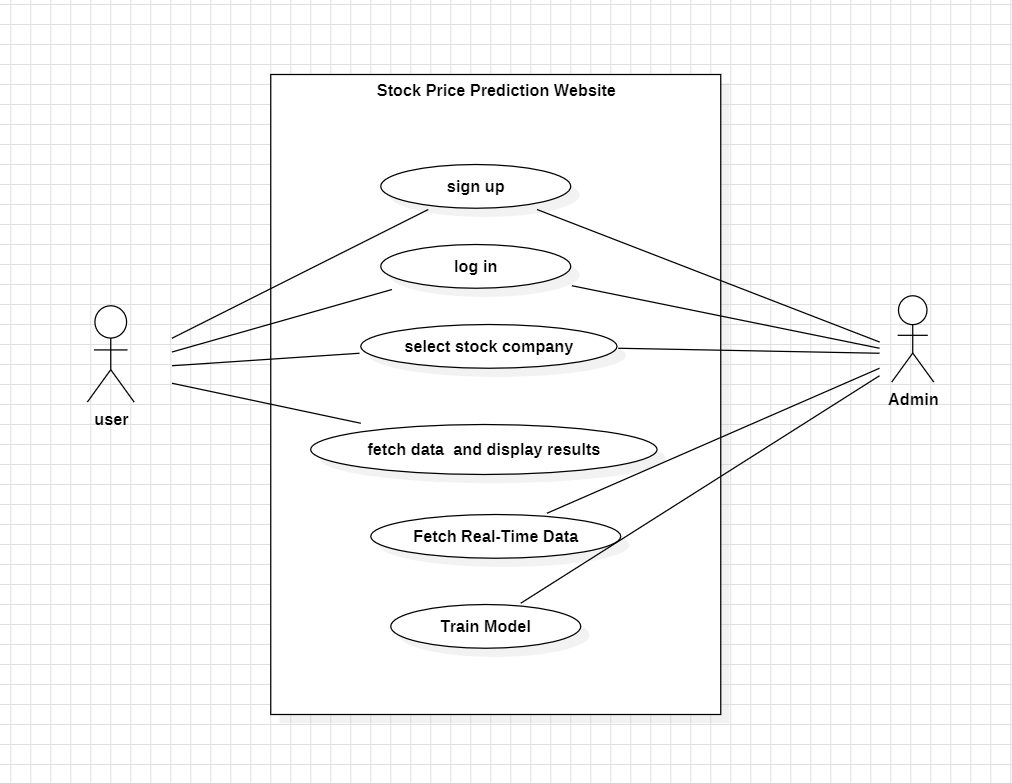 Stock Price Prediction Website
sign up
log in
select stock company
user
Admin
fetch data  and display results
Fetch Real-Time Data
Train Model